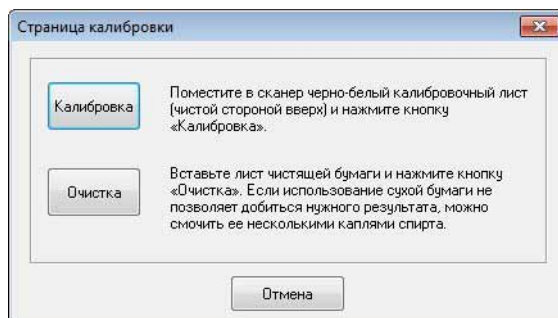 Страница калибровки
Калибровка
Поместите в сканер черно-белый калибровочный лист
(чистой стороной вверх) и нажмите кнопку
«Калибровка».
Очистка
Вставьте лист чистящей бумаги и нажмите кнопку
«Очистка». Если использование сухой бумаги не
позволяет добиться нужного результата, можно
смочить ее несколькими каплями спирта.
Отмена